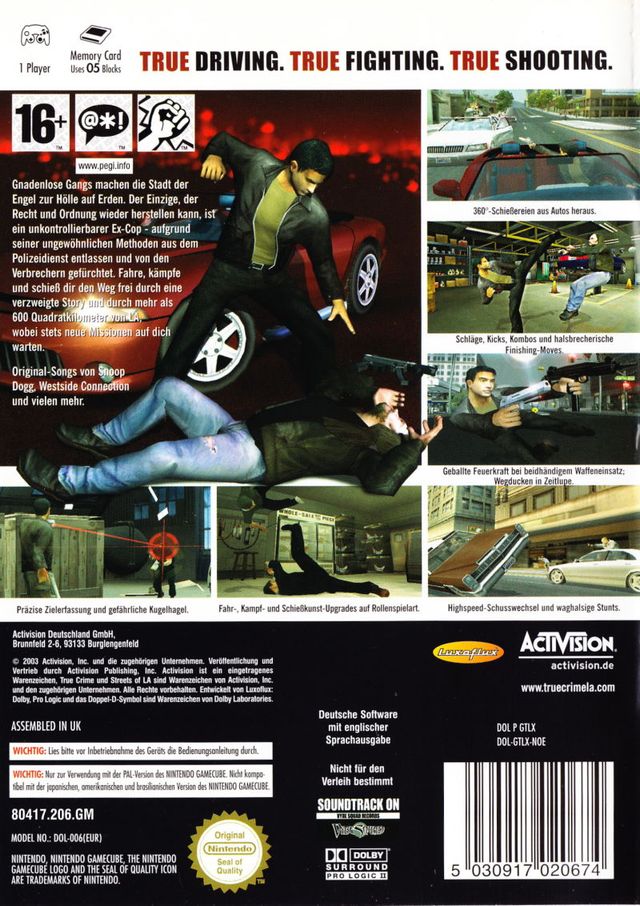 1 Player
Memory Card
Uses 05 Blocks
TRUE DRIVING. TRUE FIGHTING. TRUE SHOOTING.
16+
@*!
www.pegi.info
Gnadenlose Gangs machen die Stadt der
Engel zur Hölle auf Erden. Der Einzige, der
Recht und Ordnung wieder herstellen kann, ist
ein unkontrollierbarer Ex-Cop - aufgrund
seiner ungewöhnlichen Methoden aus dem
Polizeidienst entlassen und von den
Verbrechern gefürchtet. Fahre, kämpfe
und schieß dir den Weg frei durch eine
verzweigte Story und durch mehr als
600 Quadratkilometer von LA,
wobei stets neue Missionen auf dich
warten.
Original-Songs von Snoop
Dogg, Westside Connection
und vielen mehr.
360°-Schießereien aus Autos heraus.
Schläge, Kicks, Kombos und halsbrecherische
Finishing-Moves.
Geballte Feuerkraft bei beidhändigem Waffeneinsatz;
Wegducken in Zeitlupe.
Präzise Zielerfassung und gefährliche Kugelhagel.
Fahr-, Kampf- und Schießkunst-Upgrades auf Rollenspielart.
Highspeed-Schusswechsel und waghalsige Stunts.
Activision Deutschland GmbH,
Brunnfeld 2-6, 93133 Burglengenfeld
© 2003 Activision, Inc. und die zugehörigen Unternehmen. Veröffentlichung und
Vertrieb durch Activision Publishing, Inc. Activision ist ein eingetragenes
Warenzeichen, True Crime und Streets of LA sind Warenzeichen von Activision, Inc.
und den zugehörigen Unternehmen. Alle Rechte vorbehalten. Entwickelt von Luxoflux:
Dolby, Pro Logic und das Doppel-D-Symbol sind Warenzeichen von Dolby Laboratories.
ASSEMBLED IN UK
WICHTIG: Lies bitte vor Inbetriebnahme des Geräts die Bedienungsanleitung durch.
WICHTIG: Nur zur Verwendung mit der PAL-Version des NINTENDO GAMECUBE. Nicht kompa-
tibel mit der japanischen, amerikanischen und brasilianischen Version des NINTENDO GAMECUBE.
80417.206.GM
MODEL NO.: DOL-006(EUR)
NINTENDO, NINTENDO GAMECUBE, THE NINTENDO
GAMECUBE LOGO AND THE SEAL OF QUALITY ICON
ARE TRADEMARKS OF NINTENDO.
Original
Nintendo
Seal of
Quality
TM
Deutsche Software
mit englischer
Sprachausgabe
Nicht für den
Verleih bestimmt
SOUNDTRACK ON
VYBE SQUAD RECORDS
DOLBY
SURROUND
PRO LOGIC II
Luxoflux
ACTIVISION
activision.de
www.truecrimela.com
DOL P GTLX
DOL-GTLX-NOE
5 030917 020674